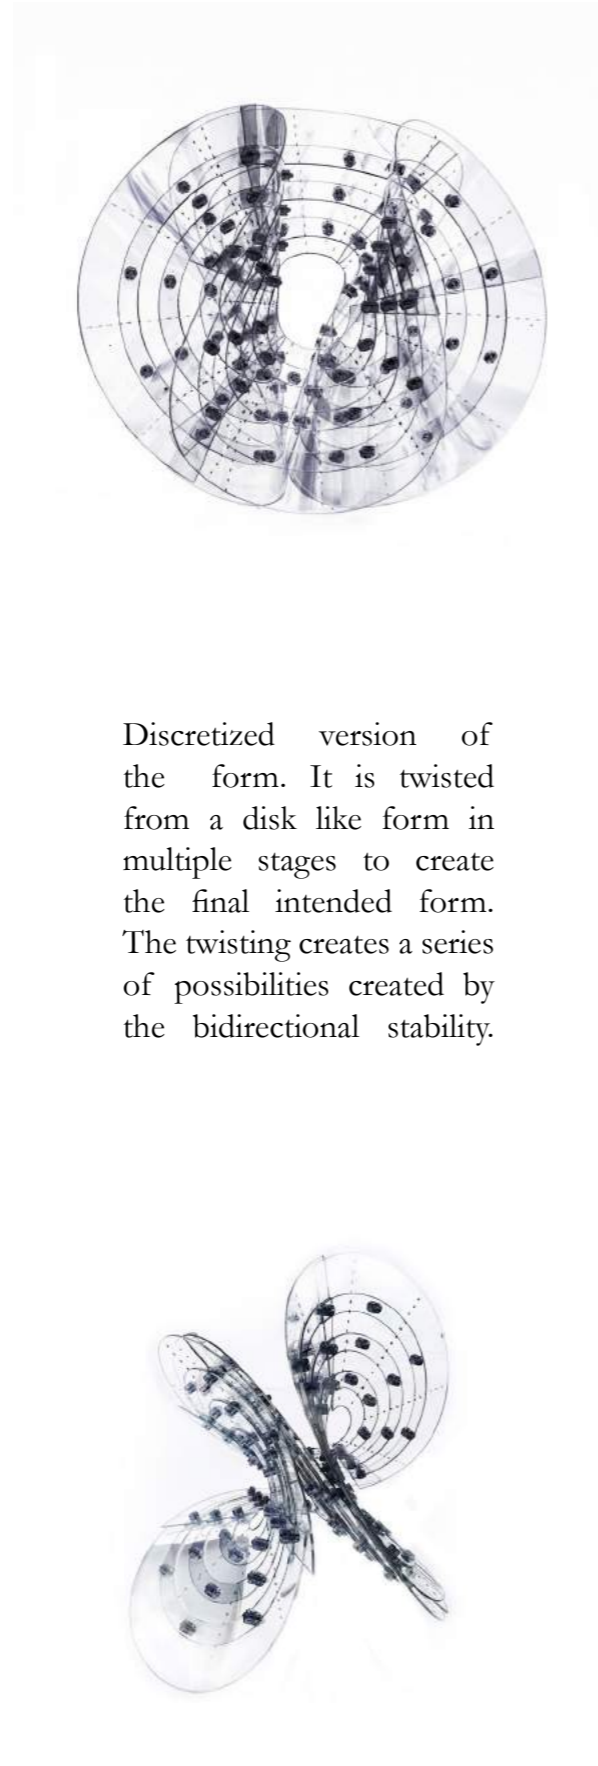 Discretized version of
the form. It is twisted
from a disk like form in
multiple stages to create
the final intended form.
The twisting creates a series
of possibilities created by
the bidirectional stability.